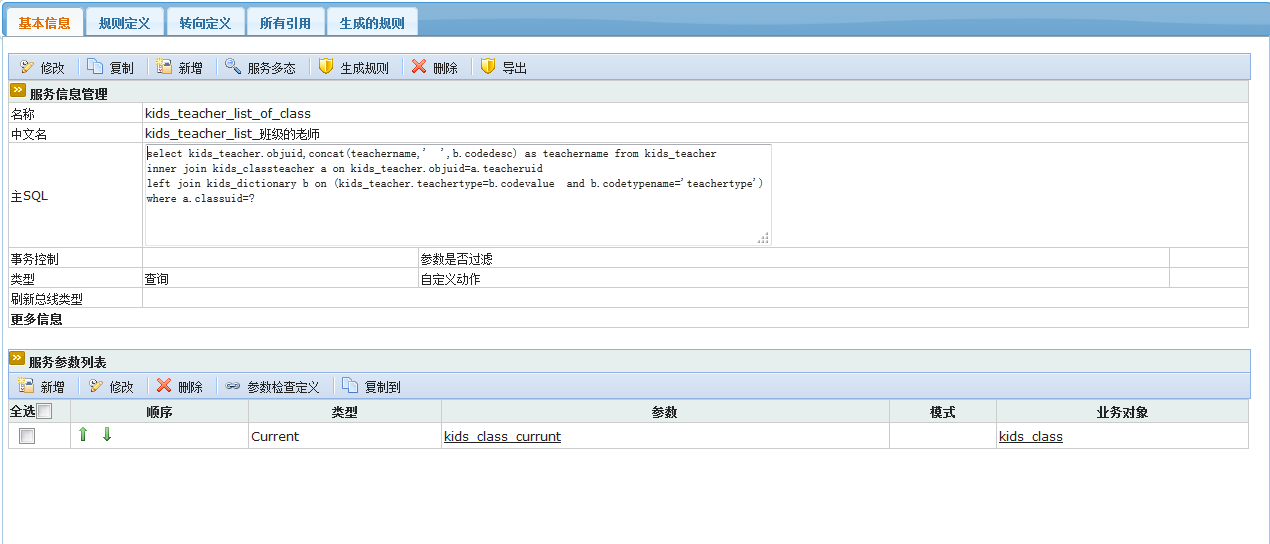 基本信息 规则定义 转向定义 所有引用 生成的规则
修改 复制 新增 服务多态 生成规则 删除 导出
服务信息管理
名称 kids_teacher_list_of_class
中文名 kids_teacher_list_班级的老师
主SQL
select kids_teacher.objuid,concat(teachername,'  ',b.codedesc) as teachername from kids_teacher
inner join kids_classteacher a on kids_teacher.objuid=a.teacheruid
left join kids_dictionary b on (kids_teacher.teachertype=b.codevalue  and b.codetypename='teachertype')
where a.classuid=?
事务控制 参数是否过滤
类型 查询 自定义动作
刷新总线类型
更多信息
服务参数列表
新增 修改 删除 参数检查定义 复制到
全选 顺序 类型 参数 模式 业务对象
Current kids_class_currunt kids_class